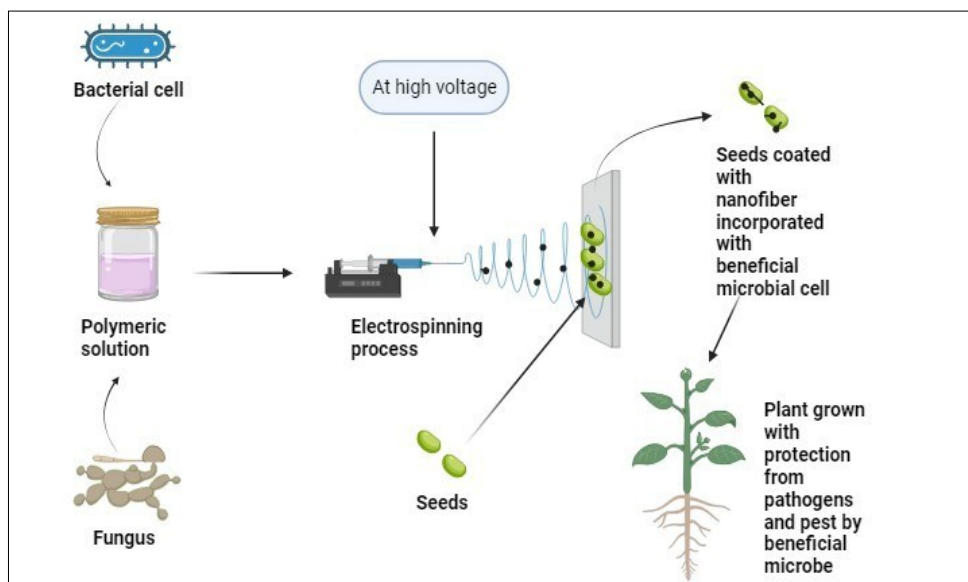 Bacterial cell
At high voltage
Seeds coated
with
nanofiber
incorporated
with
beneficial
microbial cell
Polymeric
solution
Electrospinning
process
Plant grown
with
protection
from
pathogens
and pest by
beneficial
microbe
Seeds
Fungus